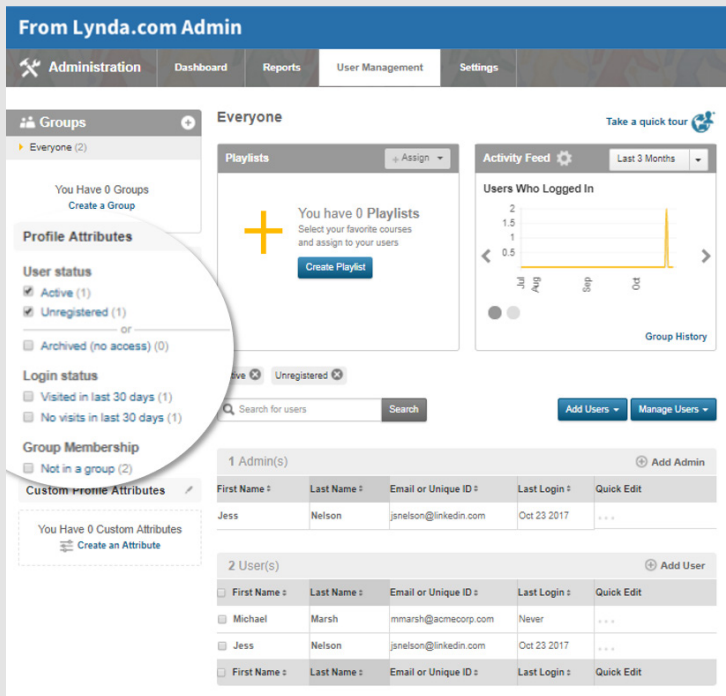 From Lynda.com Admin
Administration
Dashboard
Reports
User Management
Settings
Groups
Everyone (2)
You Have 0 Groups
Create a Group
Profile Attributes
User status
Active (1)
Unregistered (1)
or
Archived (no access) (0)
Login status
Visited in last 30 days (1)
No visits in last 30 days (1)
Group Membership
Not in a group (2)
Custom Profile Attributes
You Have 0 Custom Attributes
Create an Attribute
Everyone
Take a quick tour
Playlists
+ Assign
You have 0 Playlists
Select your favorite courses
and assign to your users
Create Playlist
Activity Feed
Last 3 Months
Users Who Logged In
2
1.5
1
0.5
Jul
Aug
Sep
Oct
Group History
Unregistered
Search for users
Search
Add Users
Manage Users
1 Admin(s)
Add Admin
First Name Last Name Email or Unique ID Last Login Quick Edit
Jess Nelson jsnelson@linkedin.com Oct 23 2017 ...
2 User(s)
Add User
First Name Last Name Email or Unique ID Last Login Quick Edit
Michael Marsh mmarsh@acmecorp.com Never ...
Jess Nelson jsnelson@linkedin.com Oct 23 2017 ...
First Name Last Name Email or Unique ID Last Login Quick Edit